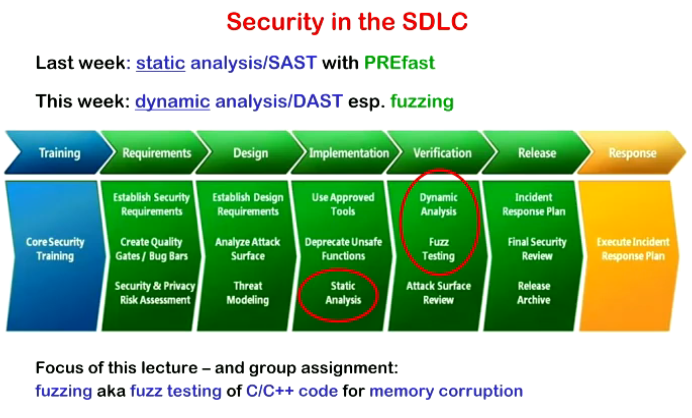 Security in the SDLC
Last week: static analysis/SAST with PREfast
This week: dynamic analysis/DAST esp. fuzzing
Training
Requirements
Design
Implementation
Verification
Release
Response
Core Security
Training
Establish Security
Requirements
Create Quality
Gates / Bug Bars
Security & Privacy
Risk Assessment
Establish Design
Requirements
Analyze Attack
Surface
Threat
Modeling
Use Approved
Tools
Deprecate Unsafe
Functions
Static
Analysis
Dynamic
Analysis
Fuzz
Testing
Attack Surface
Review
Incident
Response Plan
Final Security
Review
Release
Archive
Execute Incident
Response Plan
Focus of this lecture – and group assignment:
fuzzing aka fuzz testing of C/C++ code for memory corruption